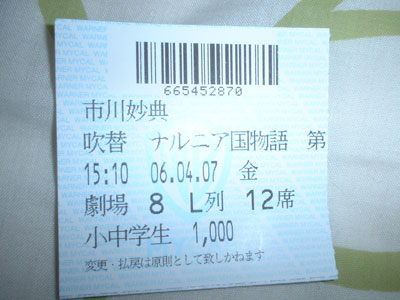 665452870
市川妙典
吹替 ナルニア国物語 第
15:10 06.04.07 金
劇場 8 L列 12席
小中学生 1,000
変更・払戻は原則として致しかねます